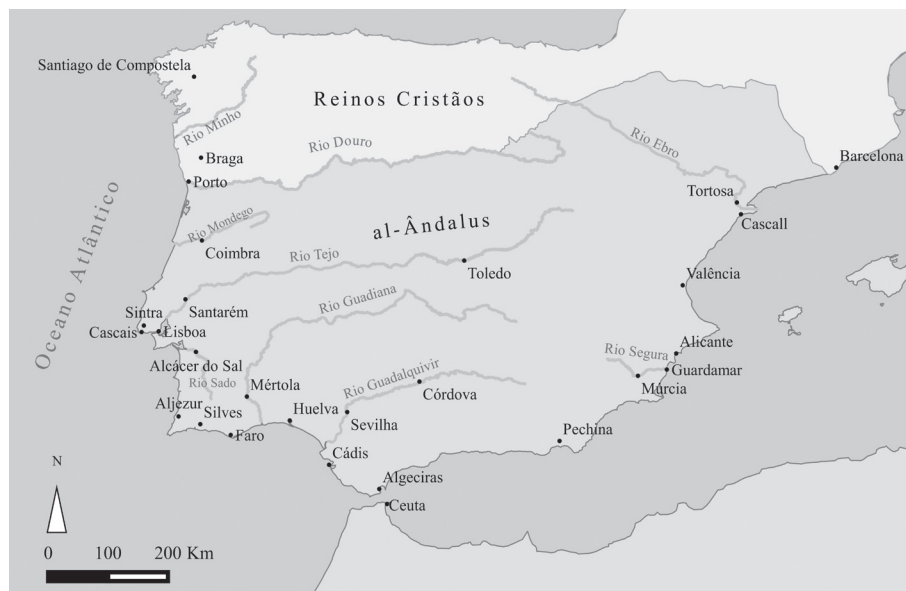 Santiago de Compostela
Reinos Cristãos
Rio Minho
Rio Douro
Rio Ebro
Braga
Barcelona
Porto
Tortosa
Rio Mondego
al-Ândalus
Cascall
Coimbra
Oceano Atlântico
Rio Tejo
Toledo
Valência
Rio Guadiana
Sintra
Santarém
Cascais
Lisboa
Alicante
Rio Segura
Alcácer do Sal
Guardamar
Rio Guadalquivir
Rio Sado
Mértola
Córdova
Múrcia
Aljezur
Silves
Huelva
Sevilha
Pechina
Faro
Cádis
N
Algeciras
Ceuta
0 100 200 Km